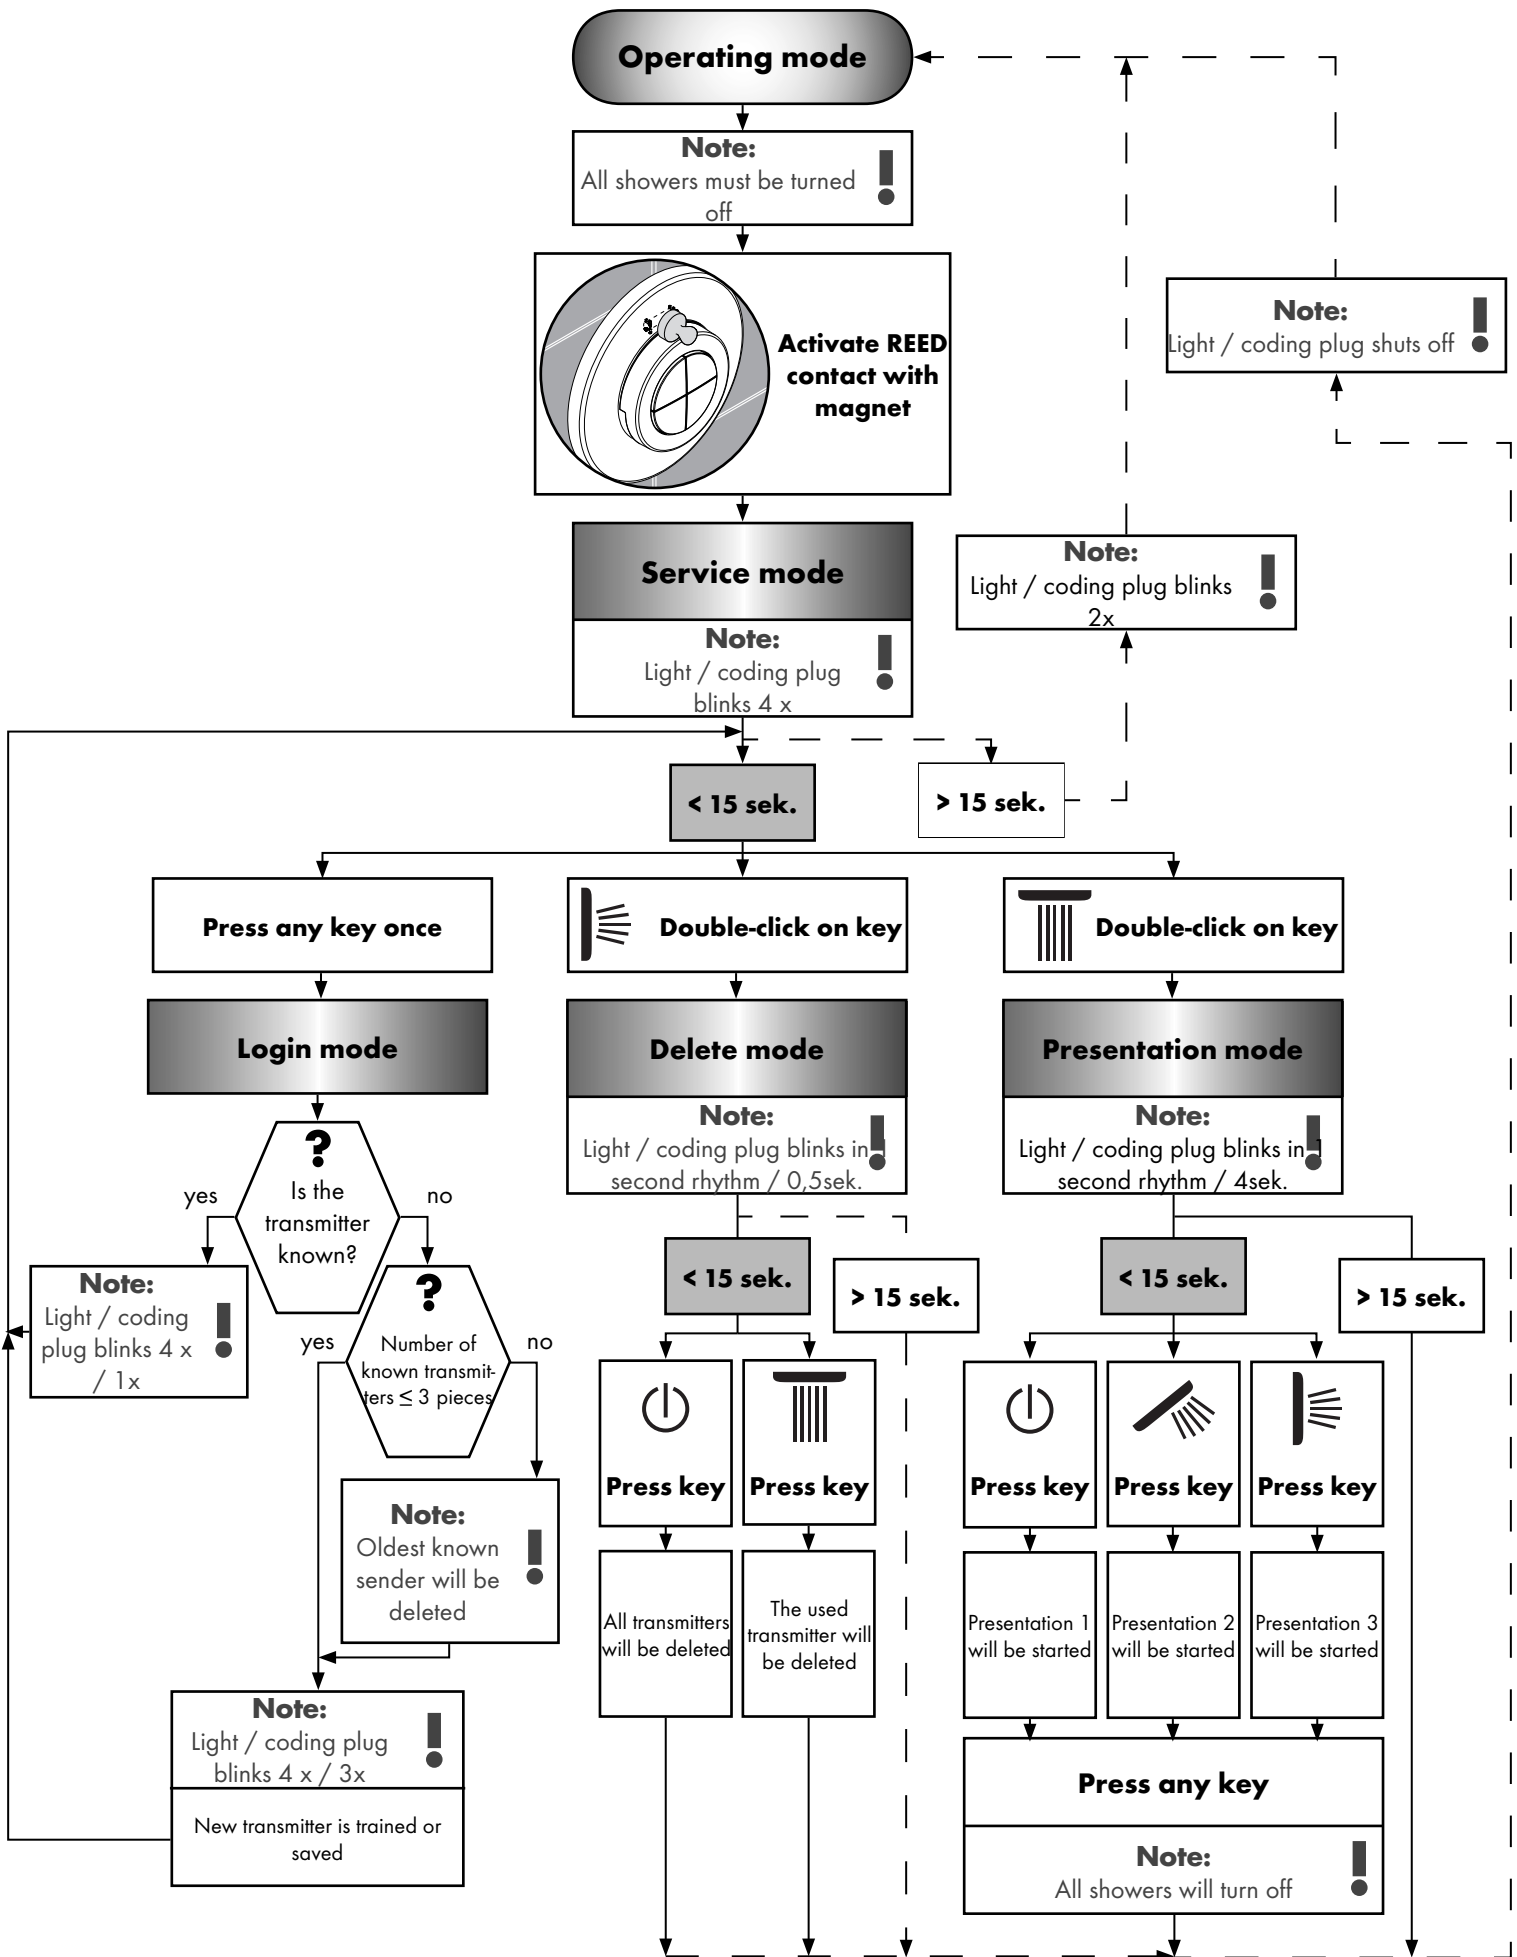 Operating mode
Note:
All showers must be turned
off
Activate REED
contact with
magnet
Note:
Light / coding plug shuts off
Service mode
Note:
Light / coding plug
blinks 4 x
Note:
Light / coding plug blinks
2x
< 15 sek.
> 15 sek.
Press any key once
Double-click on key
Double-click on key
Login mode
Delete mode
Note:
Light / coding plug blinks in 1
second rhythm / 0,5sek.
Presentation mode
Note:
Light / coding plug blinks in 1
second rhythm / 4sek.
?
Is the
transmitter
known?
yes
no
Note:
Light / coding
plug blinks 4 x
/ 1x
?
Number of
known transmit-
ters ≤ 3 pieces
yes
no
Note:
Oldest known
sender will be
deleted
Note:
Light / coding plug
blinks 4 x / 3x
New transmitter is trained or
saved
< 15 sek.
> 15 sek.
Press key
Press key
All transmitters
will be deleted
The used
transmitter will
be deleted
< 15 sek.
> 15 sek.
Press key
Press key
Press key
Presentation 1
will be started
Presentation 2
will be started
Presentation 3
will be started
Press any key
Note:
All showers will turn off